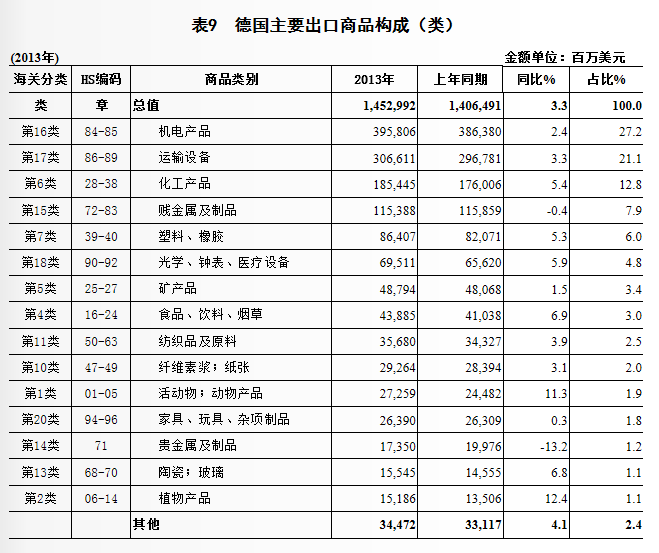 表9 德国主要出口商品构成（类）
(2013年) 金额单位：百万美元
海关分类 HS编码 商品类别 2013年 上年同期 同比% 占比%
类 章 总值 1,452,992 1,406,491 3.3 100.0
第16类 84-85 机电产品 395,806 386,380 2.4 27.2
第17类 86-89 运输设备 306,611 296,781 3.3 21.1
第6类 28-38 化工产品 185,445 176,006 5.4 12.8
第15类 72-83 贱金属及制品 115,388 115,859 -0.4 7.9
第7类 39-40 塑料、橡胶 86,407 82,071 5.3 6.0
第18类 90-92 光学、钟表、医疗设备 69,511 65,620 5.9 4.8
第5类 25-27 矿产品 48,794 48,068 1.5 3.4
第4类 16-24 食品、饮料、烟草 43,885 41,038 6.9 3.0
第11类 50-63 纺织品及原料 35,680 34,327 3.9 2.5
第10类 47-49 纤维素浆；纸张 29,264 28,394 3.1 2.0
第1类 01-05 活动物；动物产品 27,259 24,482 11.3 1.9
第20类 94-96 家具、玩具、杂项制品 26,390 26,309 0.3 1.8
第14类 71 贵金属及制品 17,350 19,976 -13.2 1.2
第13类 68-70 陶瓷；玻璃 15,545 14,555 6.8 1.1
第2类 06-14 植物产品 15,186 13,506 12.4 1.1
其他 34,472 33,117 4.1 2.4